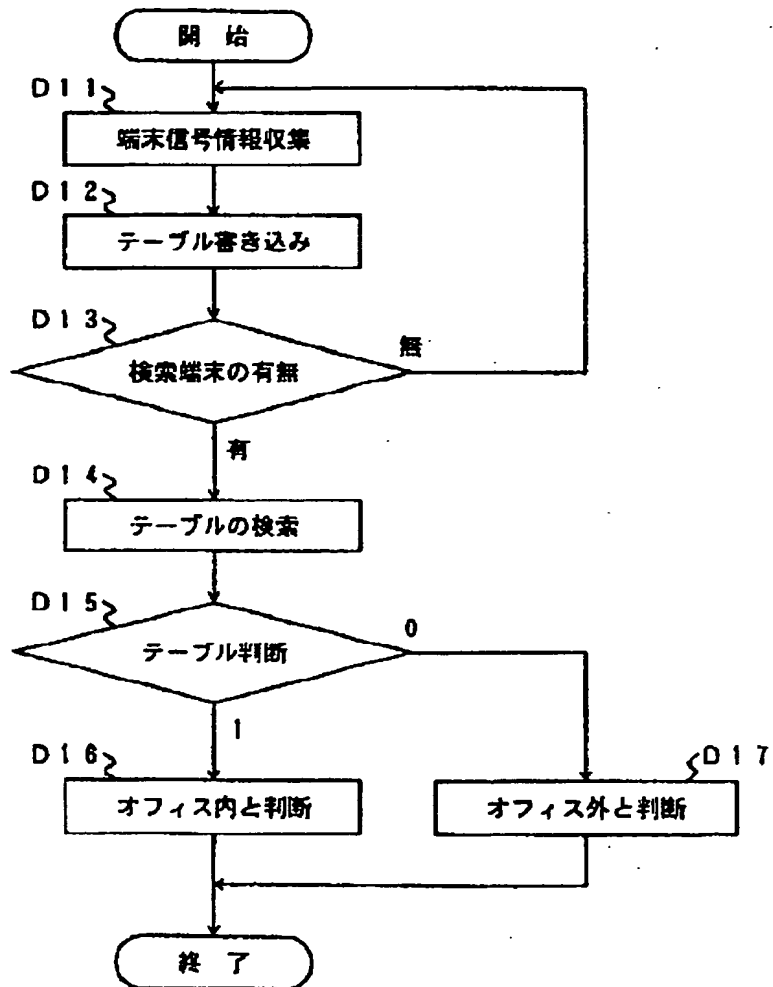 開始
D11
端末信号情報収集
D12
テーブル書き込み
D13
検索端末の有無
無
有
D14
テーブルの検索
D15
テーブル判断
0
1
D16
オフィス内と判断
D17
オフィス外と判断
終了